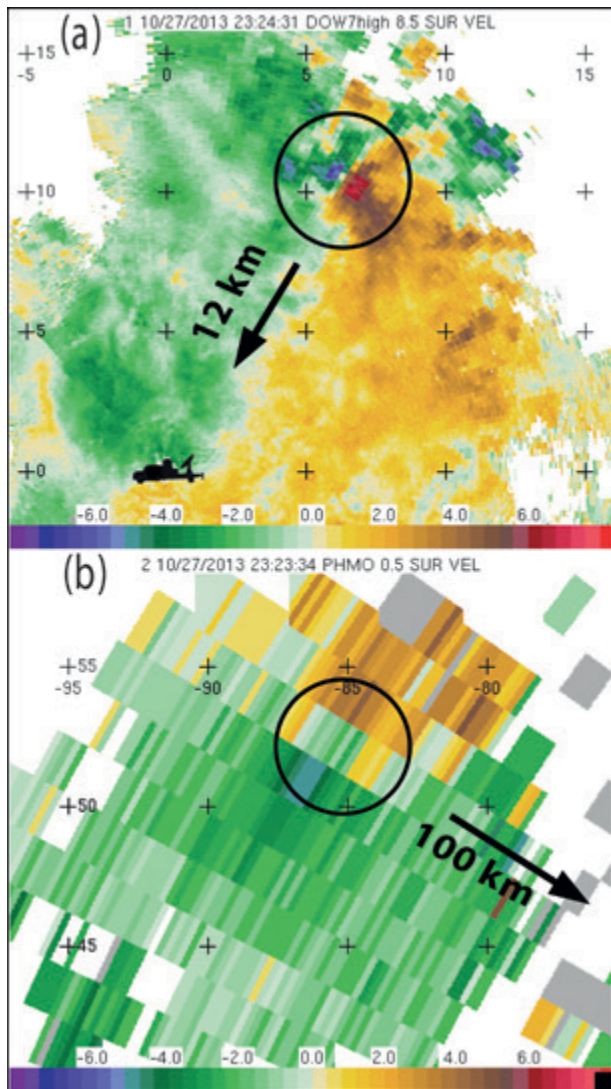 (a)
1 10/27/2013 23:24:31 DOW7high 8.5 SUR VEL
+15
-5 0 5 10 15
+10
12 km
+5
+0
-6.0 -4.0 -2.0 0.0 2.0 4.0 6.0
(b)
2 10/27/2013 23:23:34 PHMO 0.5 SUR VEL
+55
-95 -90 -85 -80
+50
100 km
+45
-6.0 -4.0 -2.0 0.0 2.0 4.0 6.0